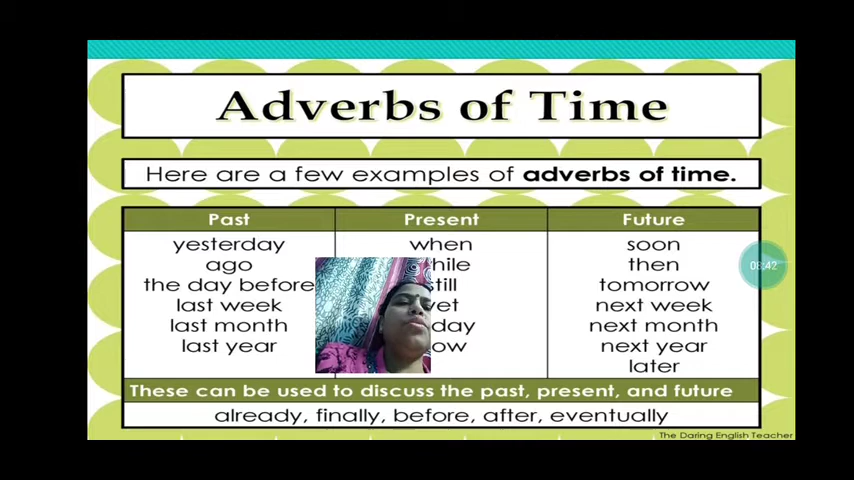 Adverbs of Time
Here are a few examples of adverbs of time.
Past Present Future
yesterday when soon
ago then
the day before tomorrow
last week next week
last month next month
last year next year
later
These can be used to discuss the past, present, and future
already, finally, before, after, eventually
The Daring English Teacher
08:42